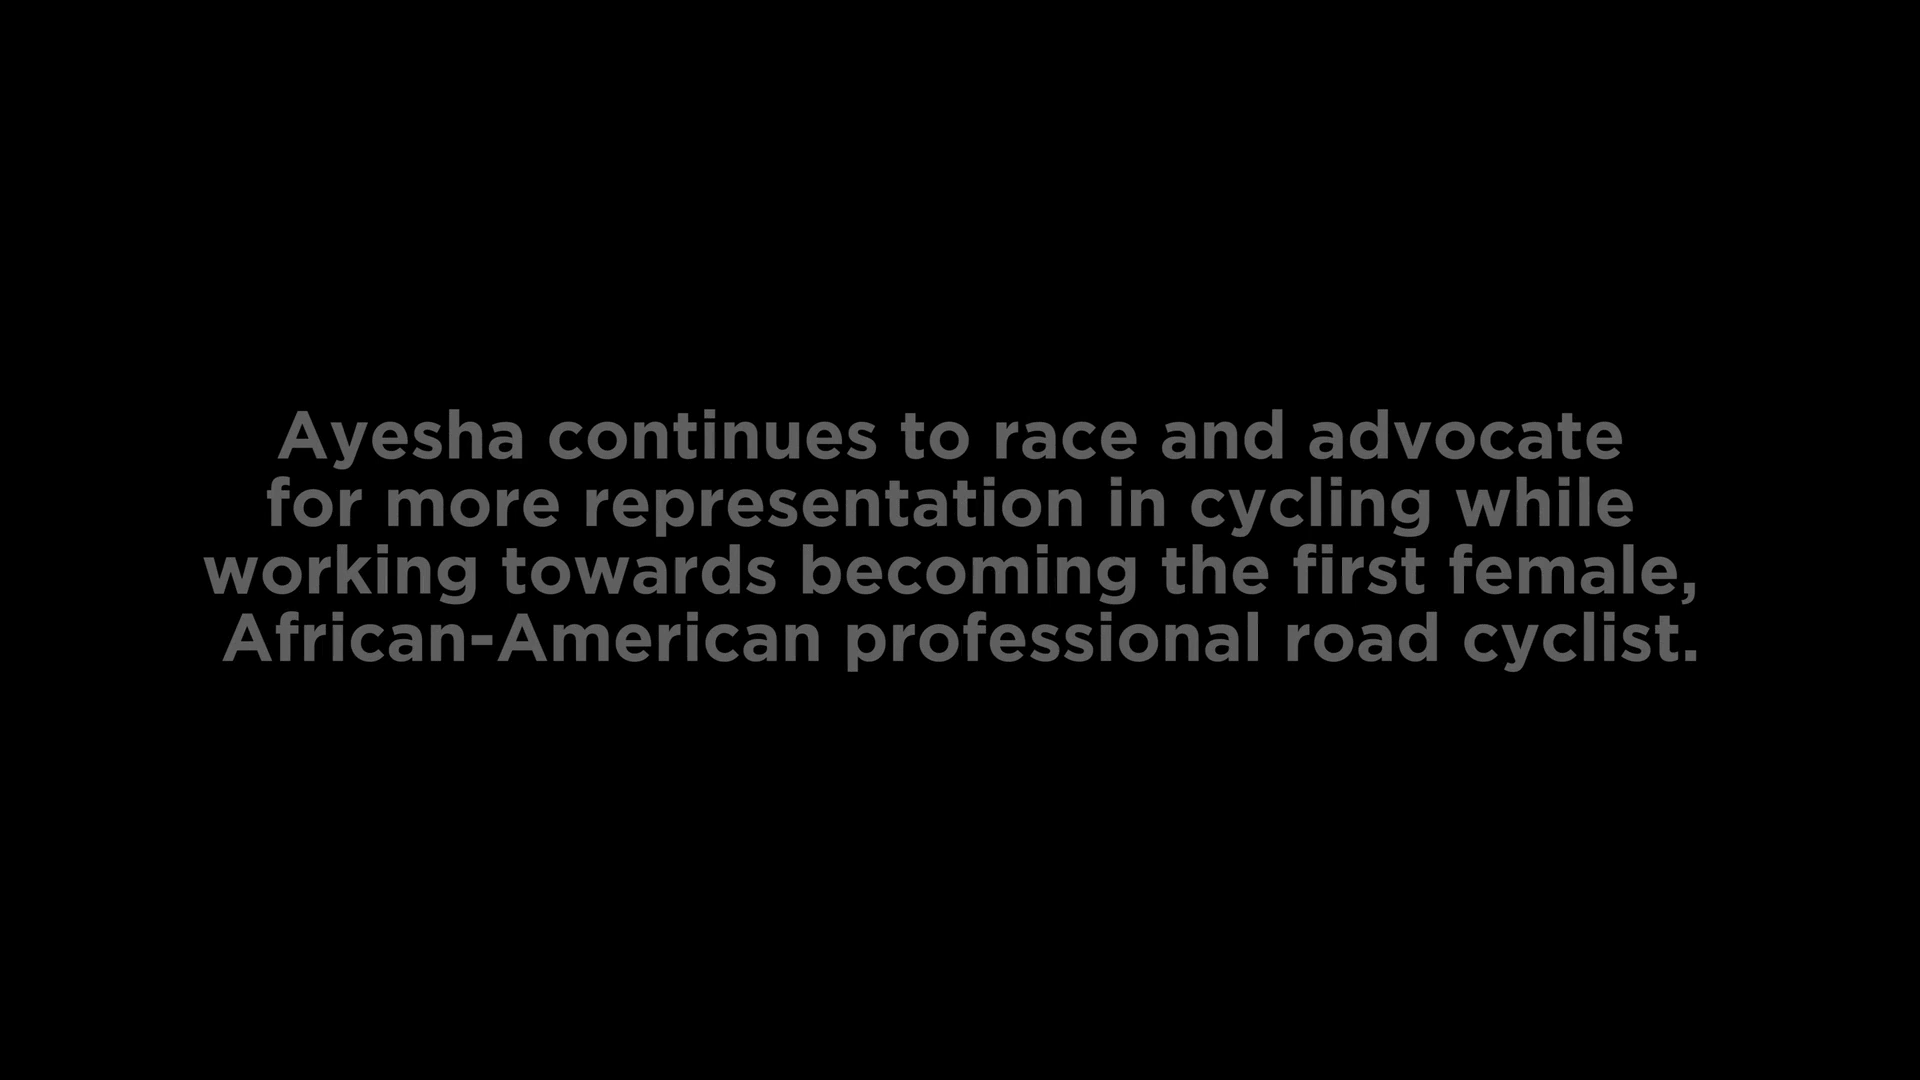 Ayesha continues to race and advocate
for more representation in cycling while
working towards becoming the first female,
African-American professional road cyclist.